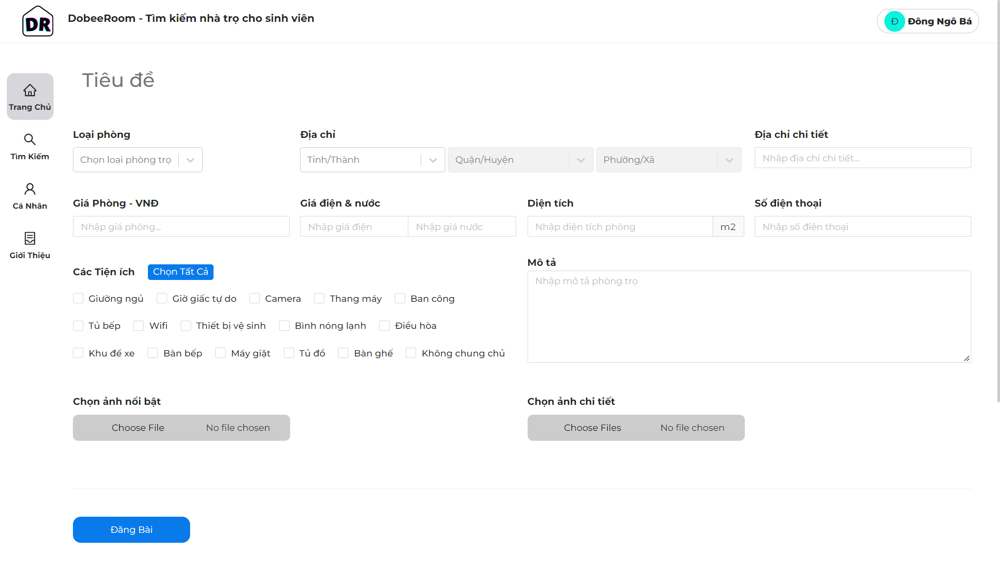 DR
DobeeRoom - Tìm kiếm nhà trọ cho sinh viên
Đ Đông Ngô Bá
Trang Chủ
Tìm Kiếm
Cá Nhân
Giới Thiệu
Tiêu đề
Loại phòng
Chọn loại phòng trọ
Địa chỉ
Tỉnh/Thành
Quận/Huyện
Phường/Xã
Địa chỉ chi tiết
Nhập địa chỉ chi tiết...
Giá Phòng - VNĐ
Nhập giá phòng...
Giá điện & nước
Nhập giá điện
Nhập giá nước
Diện tích
Nhập diện tích phòng
m2
Số điện thoại
Nhập số điện thoại
Các Tiện ích
Chọn Tất Cả
Giường ngủ
Giờ giấc tự do
Camera
Thang máy
Ban công
Tủ bếp
Wifi
Thiết bị vệ sinh
Bình nóng lạnh
Điều hòa
Khu để xe
Bàn bếp
Máy giặt
Tủ đồ
Bàn ghế
Không chung chủ
Mô tả
Nhập mô tả phòng trọ
Chọn ảnh nổi bật
Choose File
No file chosen
Chọn ảnh chi tiết
Choose Files
No file chosen
Đăng Bài